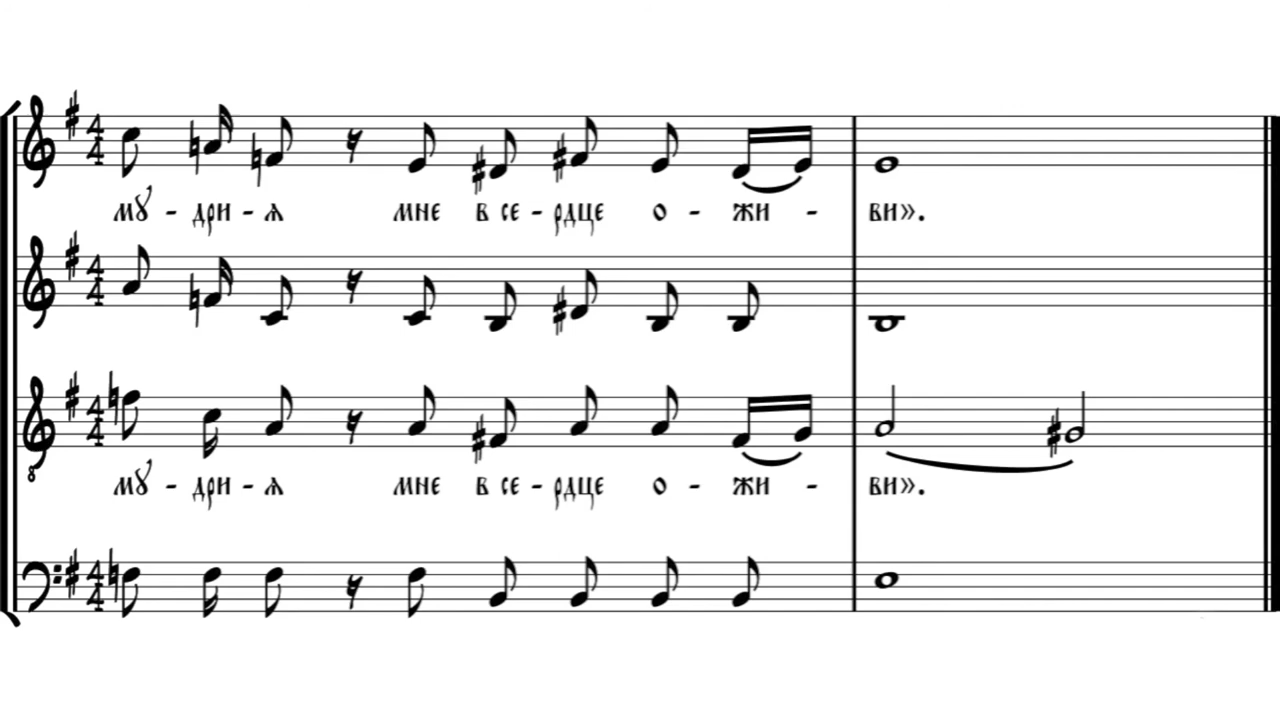 мꙋ - дри - ѧ мне в се - рдце о - жи - ви».
мꙋ - дри - ѧ мне в се - рдце о - жи - ви».